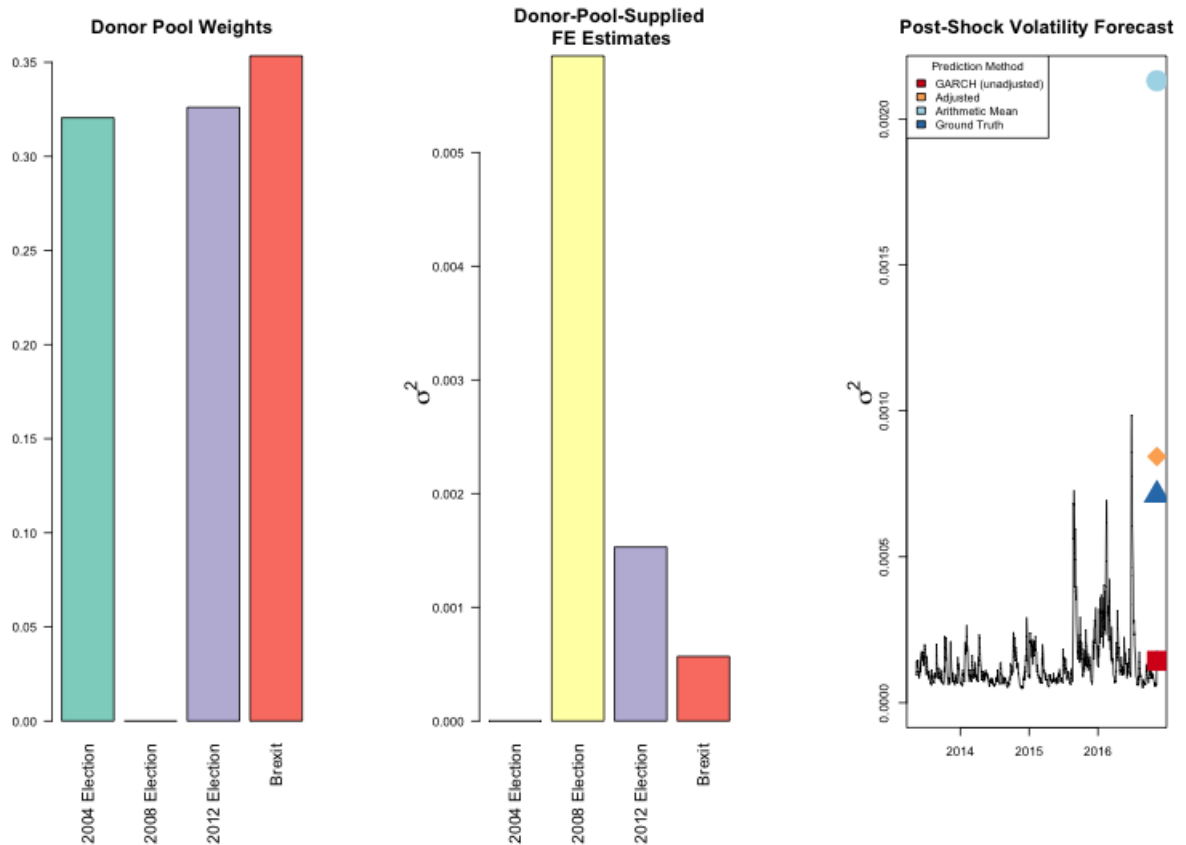 Donor Pool Weights
0.35
0.30
0.25
0.20
0.15
0.10
0.05
0.00
2004 Election
2008 Election
2012 Election
Brexit
Donor-Pool-Supplied
FE Estimates
σ²
0.005
0.004
0.003
0.002
0.001
0.000
2004 Election
2008 Election
2012 Election
Brexit
Post-Shock Volatility Forecast
Prediction Method
GARCH (unadjusted)
Adjusted
Arithmetic Mean
Ground Truth
σ²
0.0020
0.0015
0.0010
0.0005
0.0000
2014
2015
2016